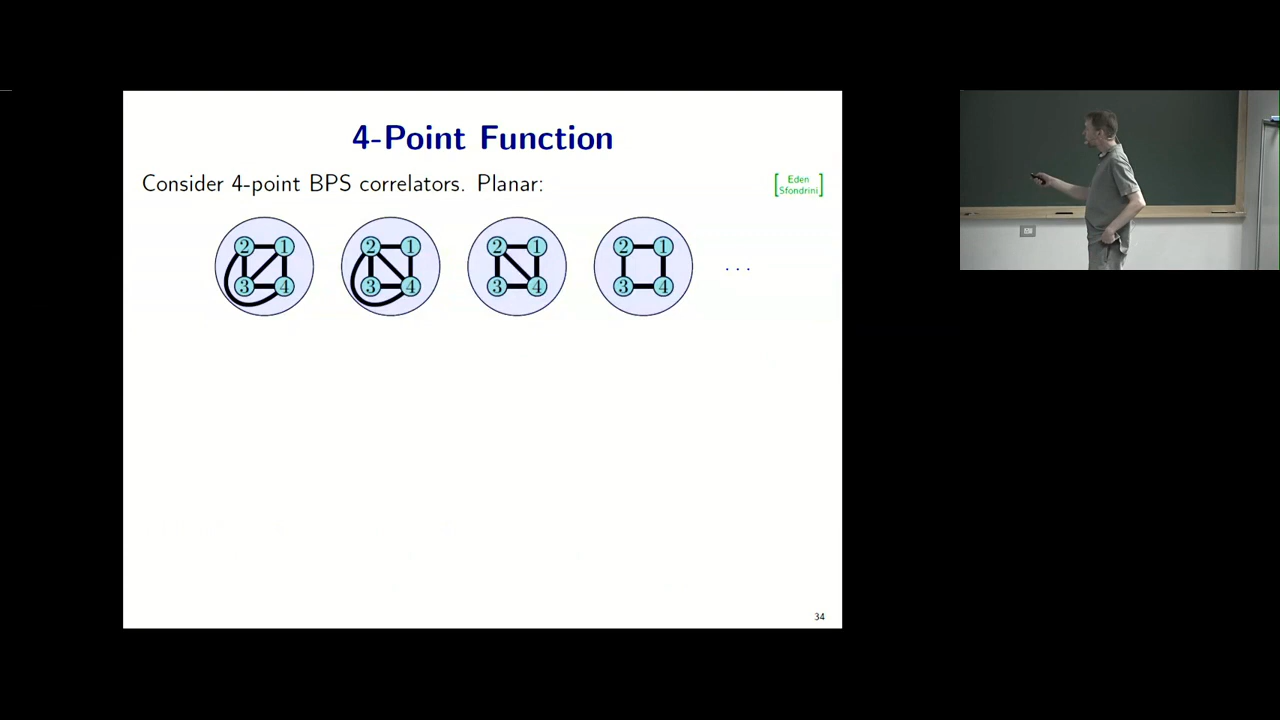 4-Point Function
Consider 4-point BPS correlators. Planar:
[Eden
Sfondrini]
2 1 2 1 2 1 2 1
3 4 3 4 3 4 3 4
...
34